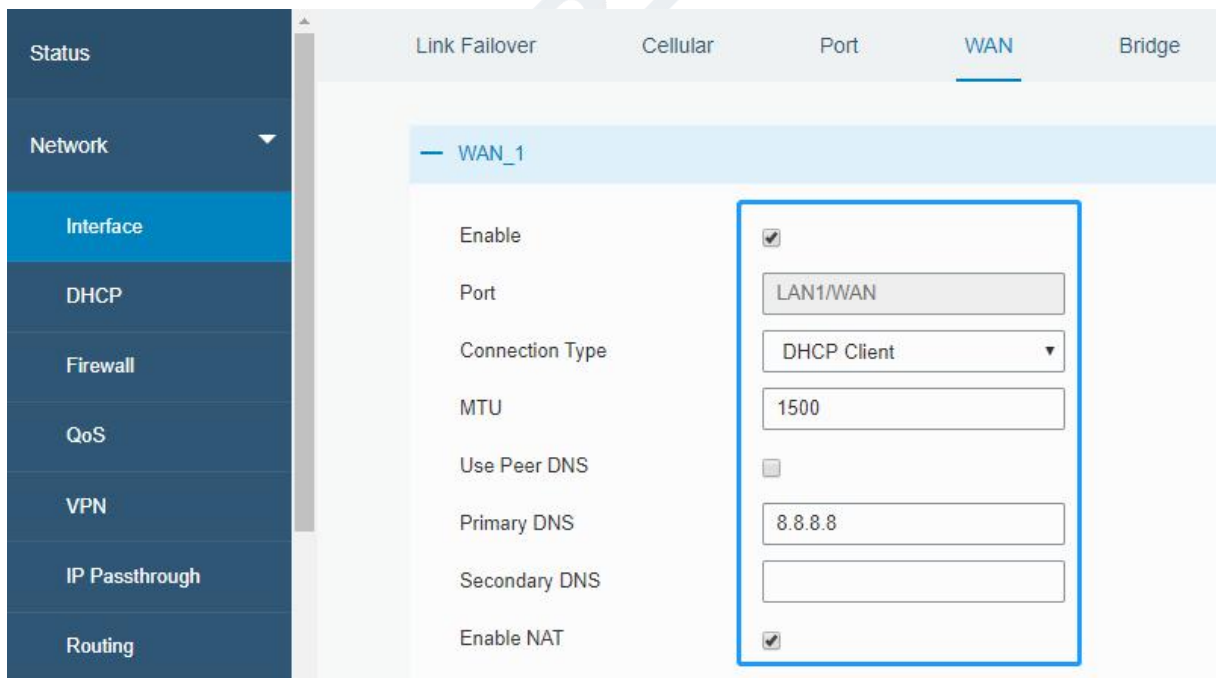 Status
Network
Interface
DHCP
Firewall
QoS
VPN
IP Passthrough
Routing
Link Failover Cellular Port WAN Bridge
— WAN_1
Enable
Port LAN1/WAN
Connection Type DHCP Client
MTU 1500
Use Peer DNS
Primary DNS 8.8.8.8
Secondary DNS
Enable NAT